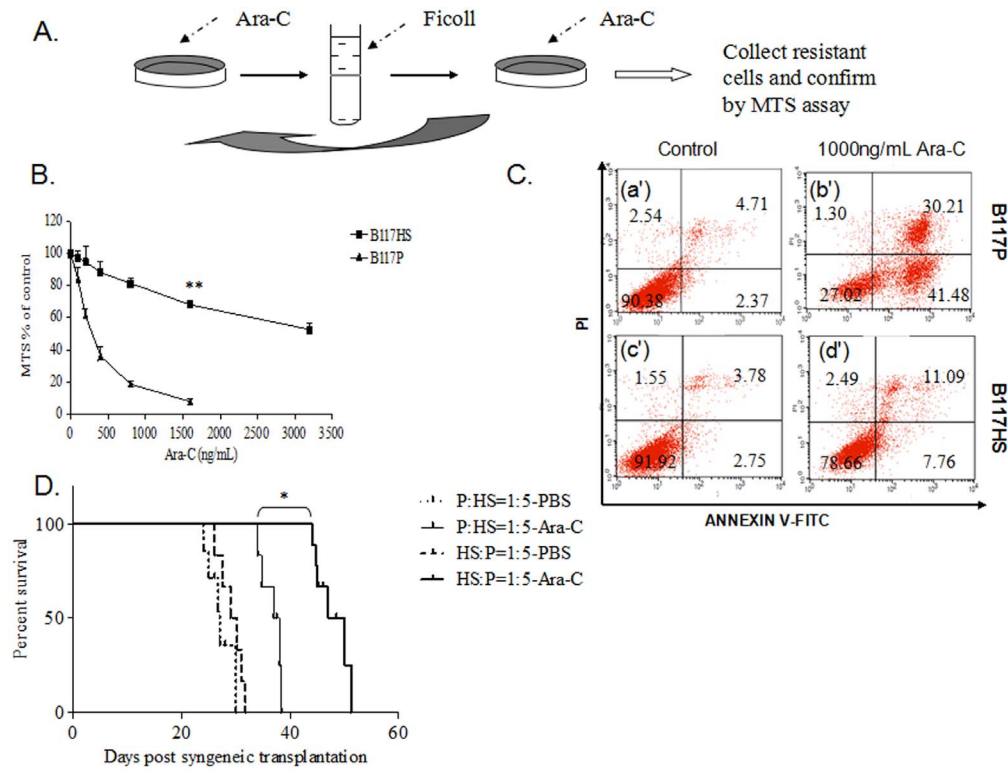 A.
Ara-C
Ficoll
Ara-C
Collect resistant
cells and confirm
by MTS assay
B.
MTS % of control
120
100
80
60
40
20
0
B117HS
B117P
**
0 500 1000 1500 2000 2500 3000 3500
Ara-C (ng/mL)
C.
Control
1000ng/mL Ara-C
(a')
2.54
4.71
90.38
2.37
(b')
1.30
30.21
27.02
41.48
B117P
(c')
1.55
3.78
91.92
2.75
(d')
2.49
11.09
78.66
7.76
B117HS
PI
ANNEXIN V-FITC
D.
Percent survival
100
50
0
*
P:HS=1:5-PBS
P:HS=1:5-Ara-C
HS:P=1:5-PBS
HS:P=1:5-Ara-C
0 20 40 60
Days post syngeneic transplantation